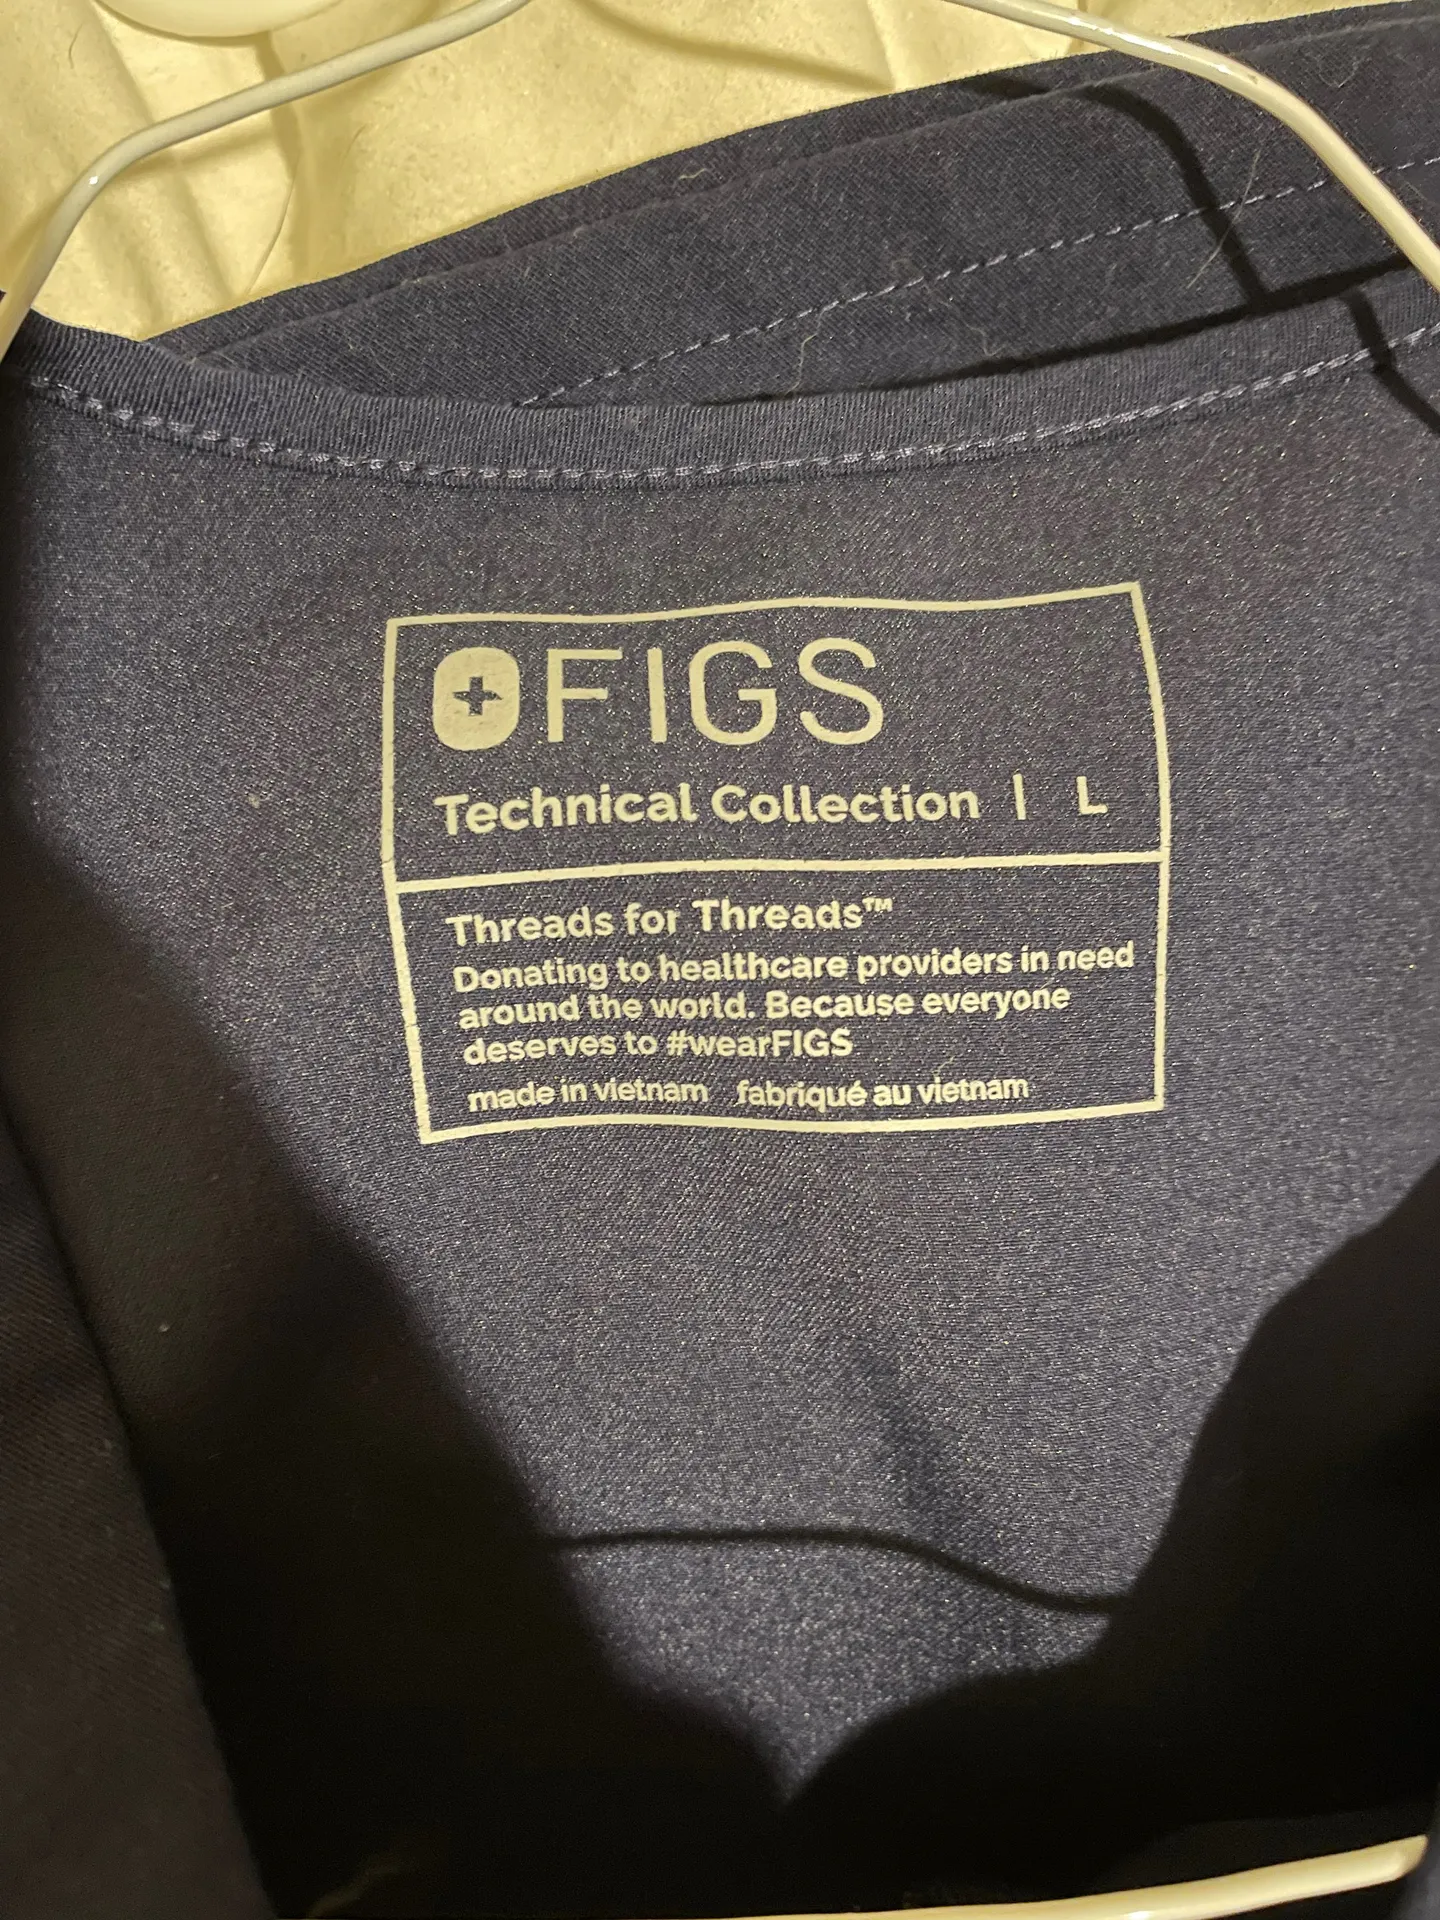 FIGS
Technical Collection | L
Threads for Threads™
Donating to healthcare providers in need
around the world. Because everyone
deserves to #wearFIGS
made in vietnam fabriqué au vietnam